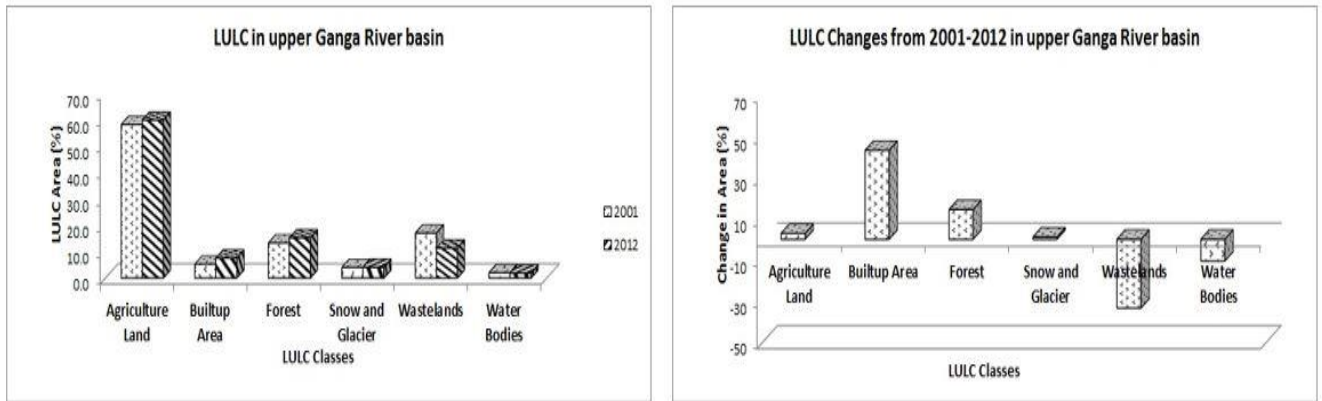 LULC in upper Ganga River basin
LULC Area (%)
70.0
60.0
50.0
40.0
30.0
20.0
10.0
0.0
Agriculture Land
Builtup Area
Forest
Snow and Glacier
Wastelands
Water Bodies
LULC Classes
2001
2012
LULC Changes from 2001-2012 in upper Ganga River basin
Change in Area (%)
70
50
30
10
-10
-30
-50
Agriculture Land
Builtup Area
Forest
Snow and Glacier
Wastelands
Water Bodies
LULC Classes